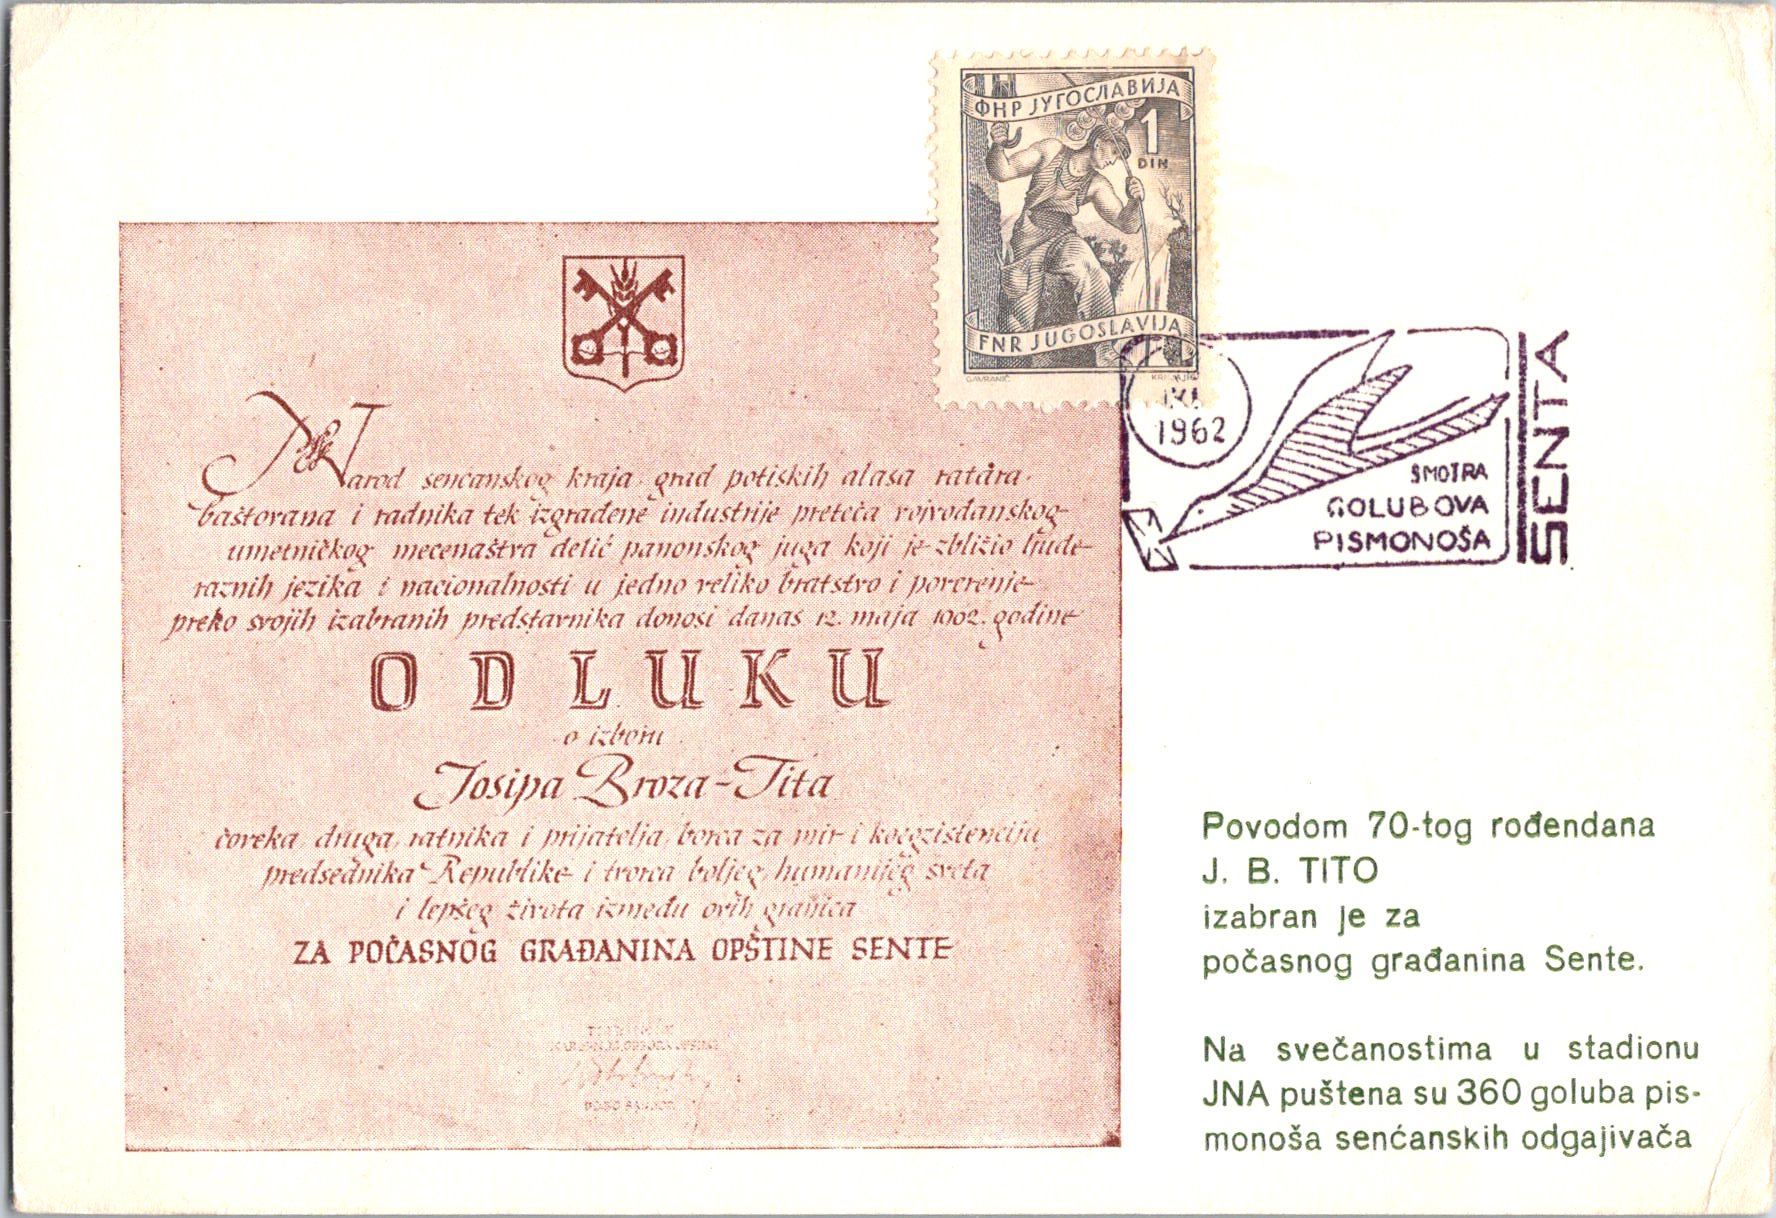 ФНР ЈУГОСЛАВИЈА
1
DIN
FNR JUGOSLAVIJA
GAVRANIĆ
1962
SMOTRA
GOLUBOVA
PISMONOŠA
SENTA
Narod senćanskog kraja, grad potiskih alasa ratara,
baštovana i radnika tek izgrađene industrije preteča vojvođanskog
umetničkog mecenaštva delić panonskog juga koji je zbližio ljude
raznih jezika i nacionalnosti u jedno veliko bratstvo i poverenje
preko svojih izabranih predstavnika donosi danas 12. maja 1962. godine
ODLUKU
o izboru
Josipa Broza-Tita
čoveka, druga, ratnika i prijatelja, borca za mir i koegzistenciju
predsednika Republike i tvorca boljeg, humanijeg sveta
i lepšeg života između ovih granica
ZA POČASNOG GRAĐANINA OPŠTINE SENTE
Povodom 70-tog rođendana
J. B. TITO
izabran je za
počasnog građanina Sente.
Na svečanostima u stadionu
JNA puštena su 360 goluba pis-
monoša senćanskih odgajivača